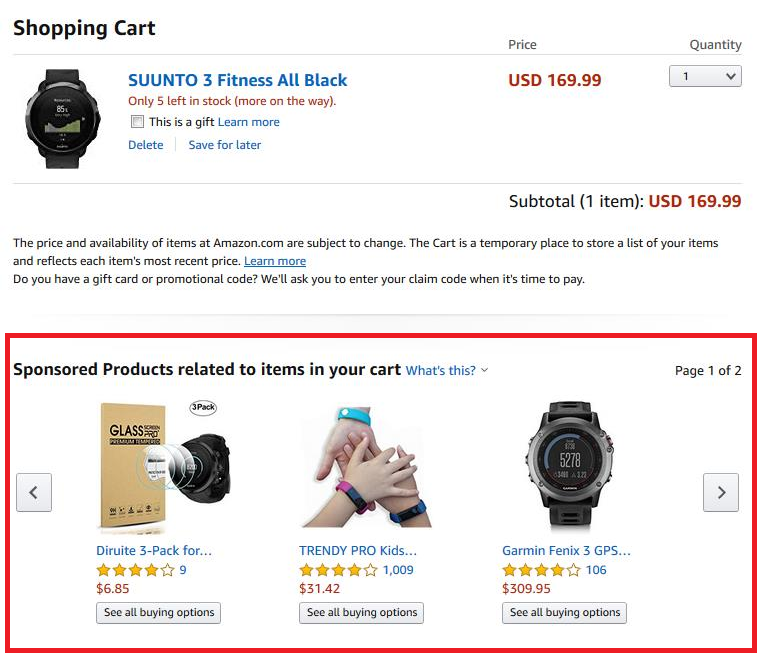 Shopping Cart
Price
Quantity
SUUNTO 3 Fitness All Black
USD 169.99
1
Only 5 left in stock (more on the way).
This is a gift Learn more
Delete
Save for later
Subtotal (1 item): USD 169.99
The price and availability of items at Amazon.com are subject to change. The Cart is a temporary place to store a list of your items
and reflects each item's most recent price. Learn more
Do you have a gift card or promotional code? We'll ask you to enter your claim code when it's time to pay.
Sponsored Products related to items in your cart What's this?
Page 1 of 2
3Pack
GLASS SCREEN PRO
PREMIUM TEMPERED
5278
GARMIN
Diruite 3-Pack for...
9
$6.85
See all buying options
TRENDY PRO Kids...
1,009
$31.42
See all buying options
Garmin Fenix 3 GPS...
106
$309.95
See all buying options